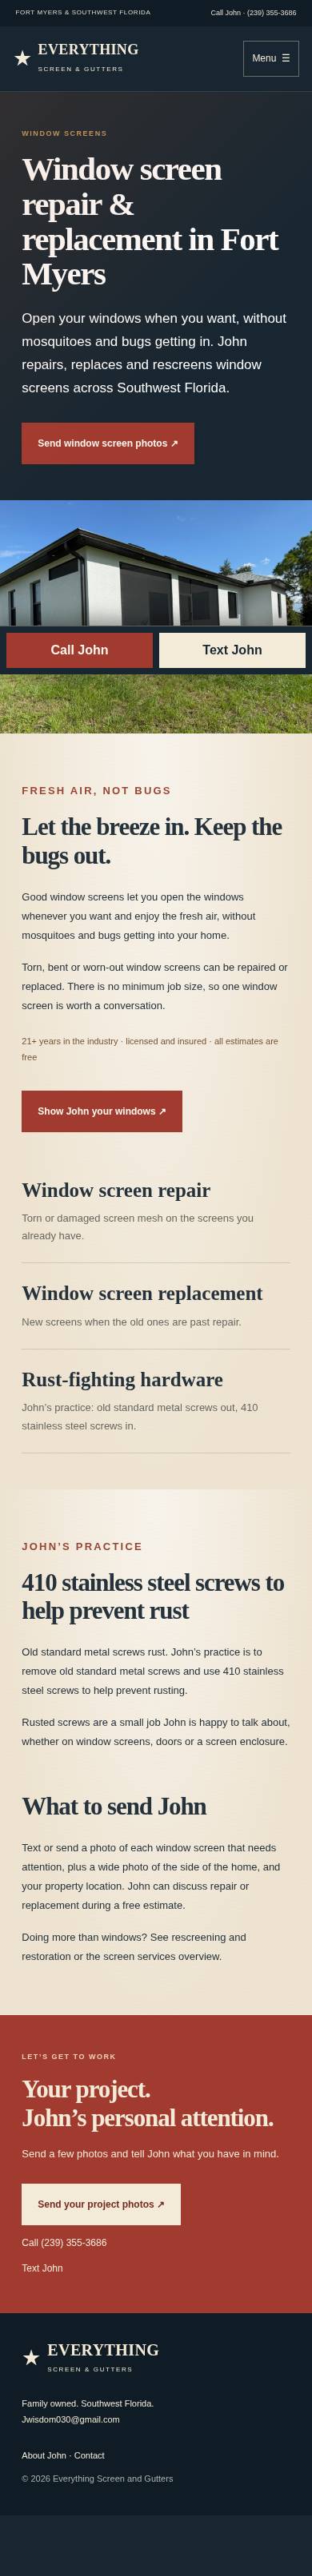 FORT MYERS & SOUTHWEST FLORIDA
Call John · (239) 355-3686
EVERYTHING
SCREEN & GUTTERS
Menu ☰
WINDOW SCREENS
Window screen
repair &
replacement in Fort
Myers
Open your windows when you want, without
mosquitoes and bugs getting in. John
repairs, replaces and rescreens window
screens across Southwest Florida.
Send window screen photos ↗
Call John
Text John
FRESH AIR, NOT BUGS
Let the breeze in. Keep the
bugs out.
Good window screens let you open the windows
whenever you want and enjoy the fresh air, without
mosquitoes and bugs getting into your home.
Torn, bent or worn-out window screens can be repaired or
replaced. There is no minimum job size, so one window
screen is worth a conversation.
21+ years in the industry · licensed and insured · all estimates are
free
Show John your windows ↗
Window screen repair
Torn or damaged screen mesh on the screens you
already have.
Window screen replacement
New screens when the old ones are past repair.
Rust-fighting hardware
John’s practice: old standard metal screws out, 410
stainless steel screws in.
JOHN’S PRACTICE
410 stainless steel screws to
help prevent rust
Old standard metal screws rust. John’s practice is to
remove old standard metal screws and use 410 stainless
steel screws to help prevent rusting.
Rusted screws are a small job John is happy to talk about,
whether on window screens, doors or a screen enclosure.
What to send John
Text or send a photo of each window screen that needs
attention, plus a wide photo of the side of the home, and
your property location. John can discuss repair or
replacement during a free estimate.
Doing more than windows? See rescreening and
restoration or the screen services overview.
LET’S GET TO WORK
Your project.
John’s personal attention.
Send a few photos and tell John what you have in mind.
Send your project photos ↗
Call (239) 355-3686
Text John
EVERYTHING
SCREEN & GUTTERS
Family owned. Southwest Florida.
Jwisdom030@gmail.com
About John · Contact
© 2026 Everything Screen and Gutters